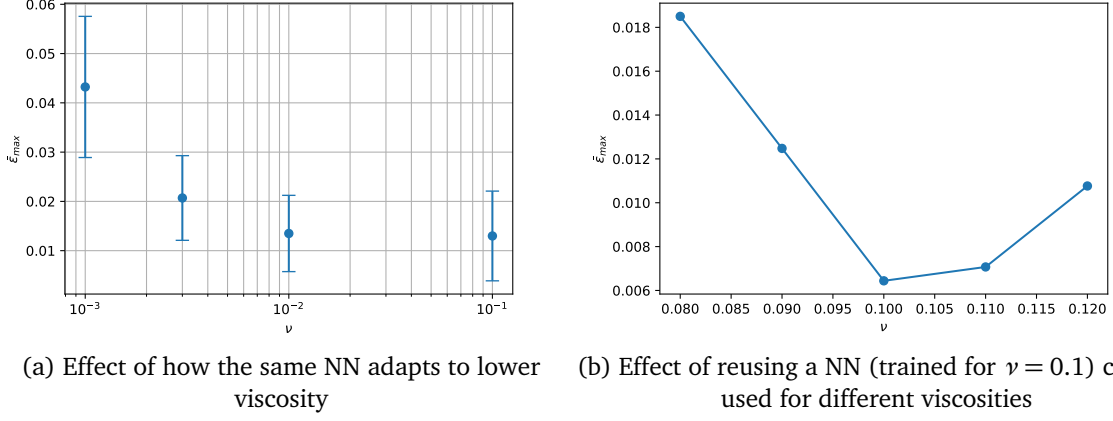 0.06
0.05
0.04
0.03
0.02
0.01
ε̄max
10⁻³
10⁻²
10⁻¹
ν
0.018
0.016
0.014
0.012
0.010
0.008
0.006
ε̄max
0.080 0.085 0.090 0.095 0.100 0.105 0.110 0.115 0.120
ν
(a) Effect of how the same NN adapts to lower
viscosity
(b) Effect of reusing a NN (trained for ν = 0.1) c
used for different viscosities